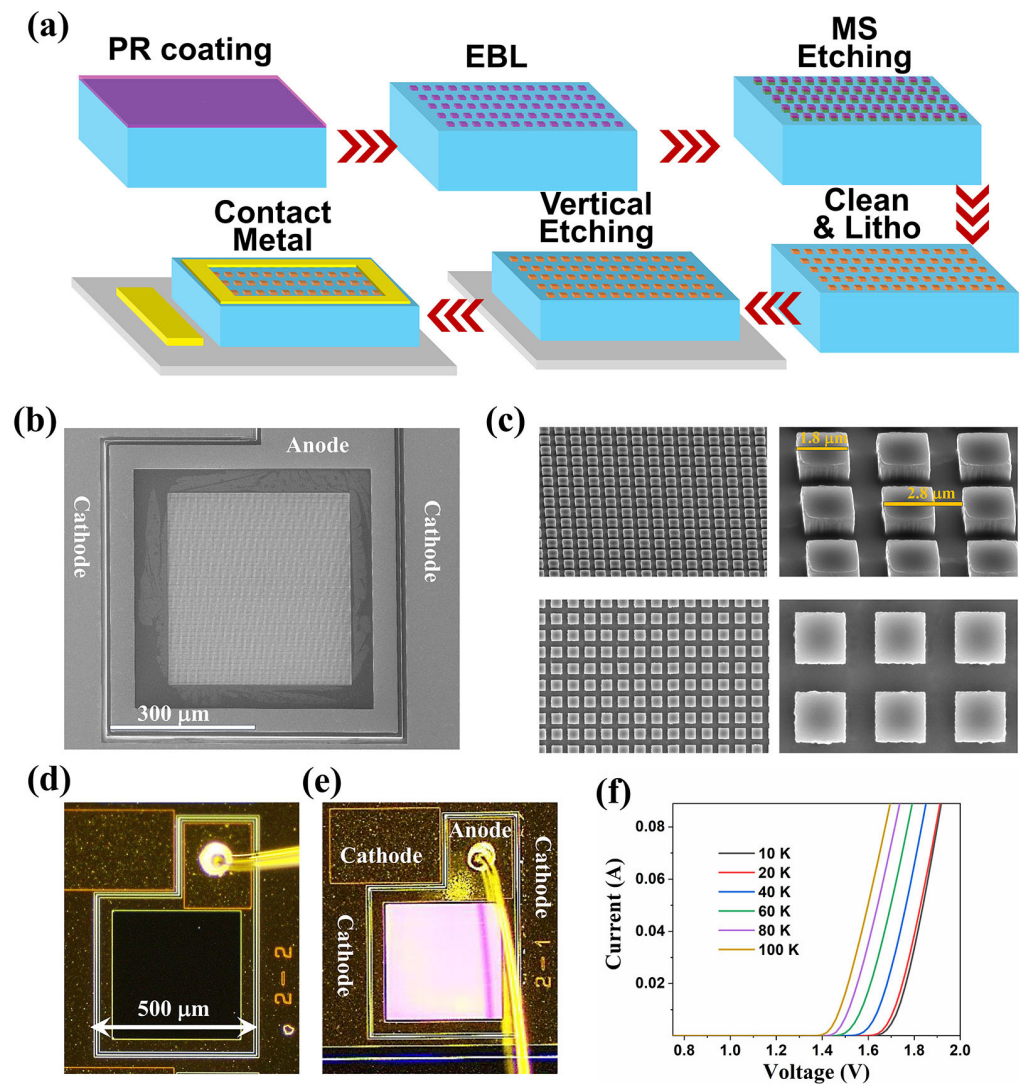 (a)
PR coating
EBL
MS
Etching
Contact
Metal
Vertical
Etching
Clean
& Litho
(b)
Anode
Cathode
Cathode
300 μm
(c)
1.8 μm
2.8 μm
(d)
500 μm
2-2
(e)
Anode
Cathode
Cathode
Cathode
2-1
(f)
Current (A)
0.08
0.06
0.04
0.02
10 K
20 K
40 K
60 K
80 K
100 K
0.8
1.0
1.2
1.4
1.6
1.8
2.0
Voltage (V)